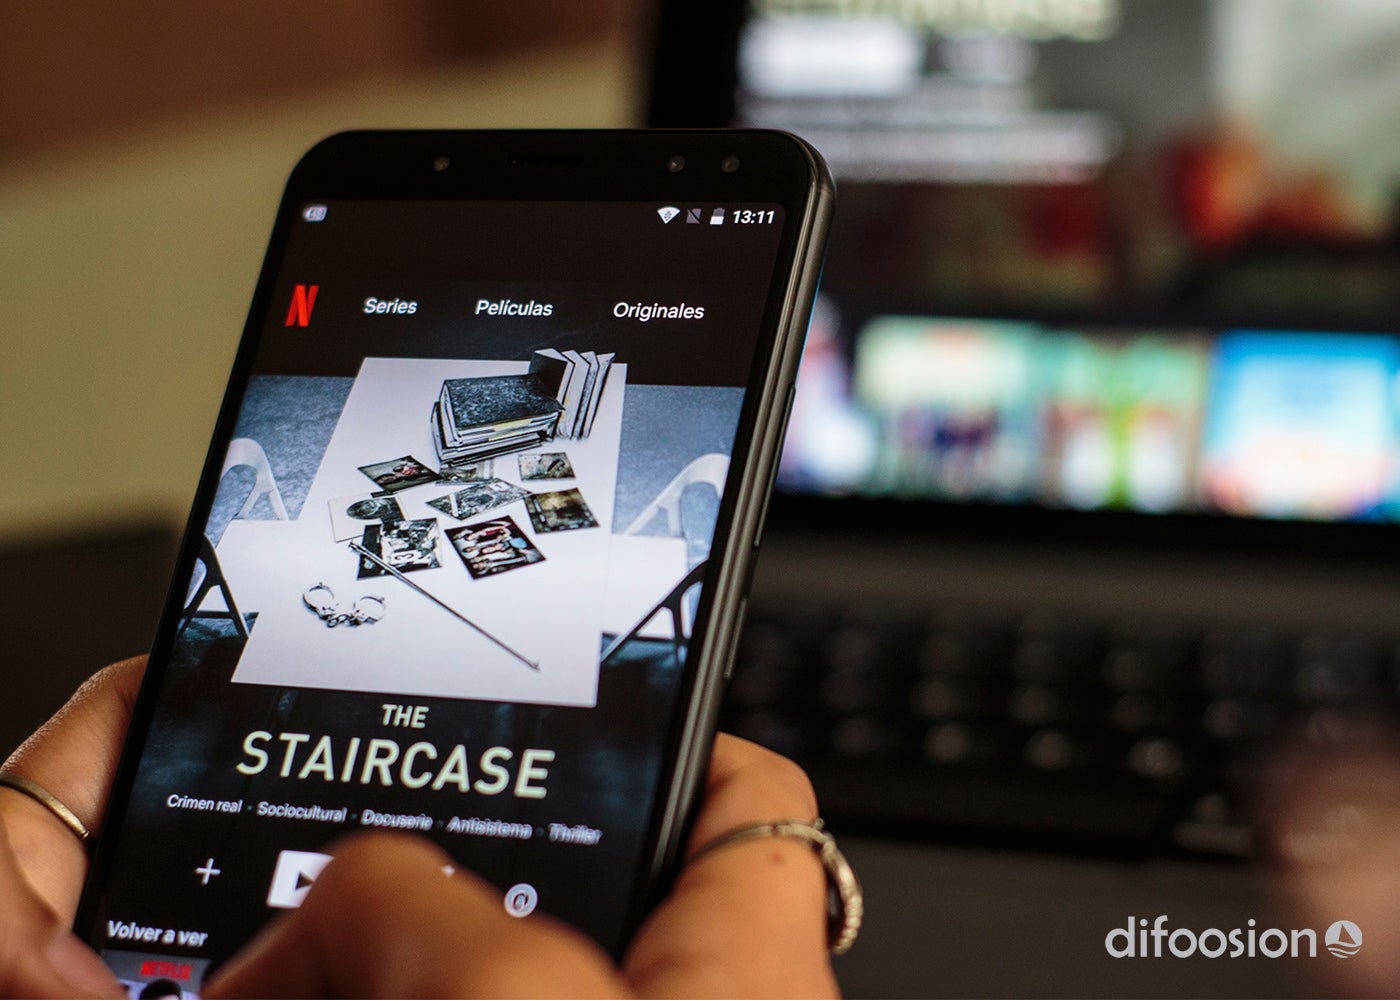 13:11
N
Series Películas Originales
THE
STAIRCASE
Crimen real · Sociocultural · Docuserie · Antisistema · Thriller
Volver a ver
NETFLIX
difoosion